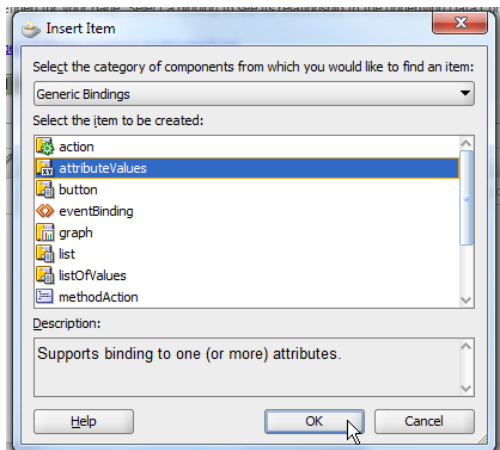 Insert Item
Select the category of components from which you would like to find an item:
Generic Bindings
Select the item to be created:
action
attributeValues
button
eventBinding
graph
list
listOfValues
methodAction
Description:
Supports binding to one (or more) attributes.
Help
OK
Cancel